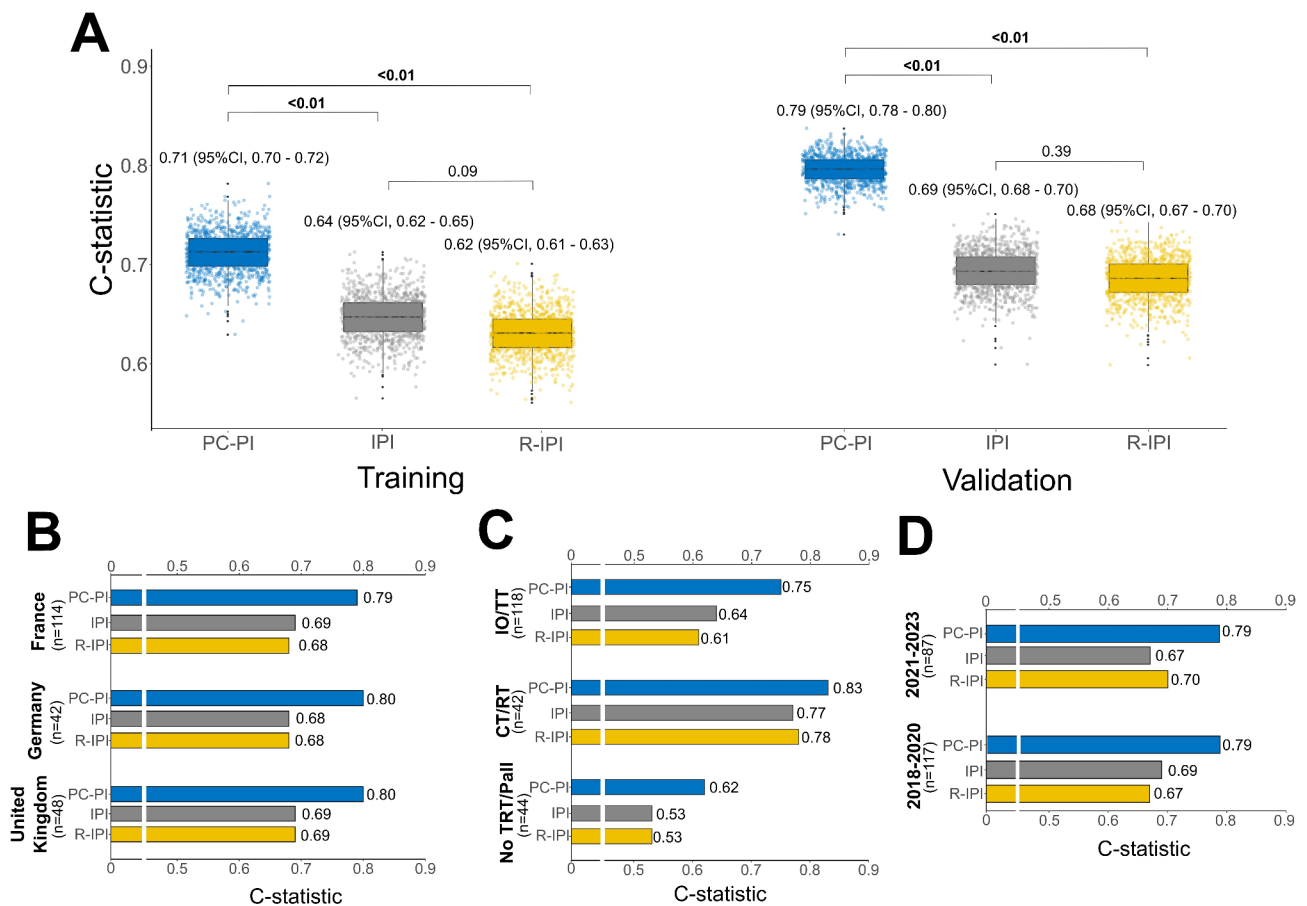 A
C-statistic
0.9
0.8
0.7
0.6
<0.01
<0.01
0.71 (95%CI, 0.70 - 0.72)
0.09
0.64 (95%CI, 0.62 - 0.65)
0.62 (95%CI, 0.61 - 0.63)
<0.01
<0.01
0.79 (95%CI, 0.78 - 0.80)
0.39
0.69 (95%CI, 0.68 - 0.70)
0.68 (95%CI, 0.67 - 0.70)
PC-PI IPI R-IPI
PC-PI IPI R-IPI
Training
Validation
B
0 0.5 0.6 0.7 0.8 0.9
France
(n=114)
PC-PI 0.79
IPI 0.69
R-IPI 0.68
Germany
(n=42)
PC-PI 0.80
IPI 0.68
R-IPI 0.68
United
Kingdom
(n=48)
PC-PI 0.80
IPI 0.69
R-IPI 0.69
0 0.5 0.6 0.7 0.8 0.9
C-statistic
C
0 0.5 0.6 0.7 0.8 0.9
IO/TT
(n=118)
PC-PI 0.75
IPI 0.64
R-IPI 0.61
CT/RT
(n=42)
PC-PI 0.83
IPI 0.77
R-IPI 0.78
No TRT/Pall
(n=44)
PC-PI 0.62
IPI 0.53
R-IPI 0.53
0 0.5 0.6 0.7 0.8 0.9
C-statistic
D
0 0.5 0.6 0.7 0.8 0.9
2021-2023
(n=87)
PC-PI 0.79
IPI 0.67
R-IPI 0.70
2018-2020
(n=117)
PC-PI 0.79
IPI 0.69
R-IPI 0.67
0 0.5 0.6 0.7 0.8 0.9
C-statistic